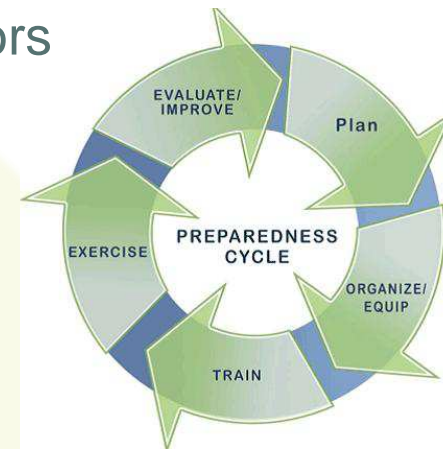 ors
EVALUATE/
IMPROVE
Plan
EXERCISE
PREPAREDNESS
CYCLE
ORGANIZE/
EQUIP
TRAIN